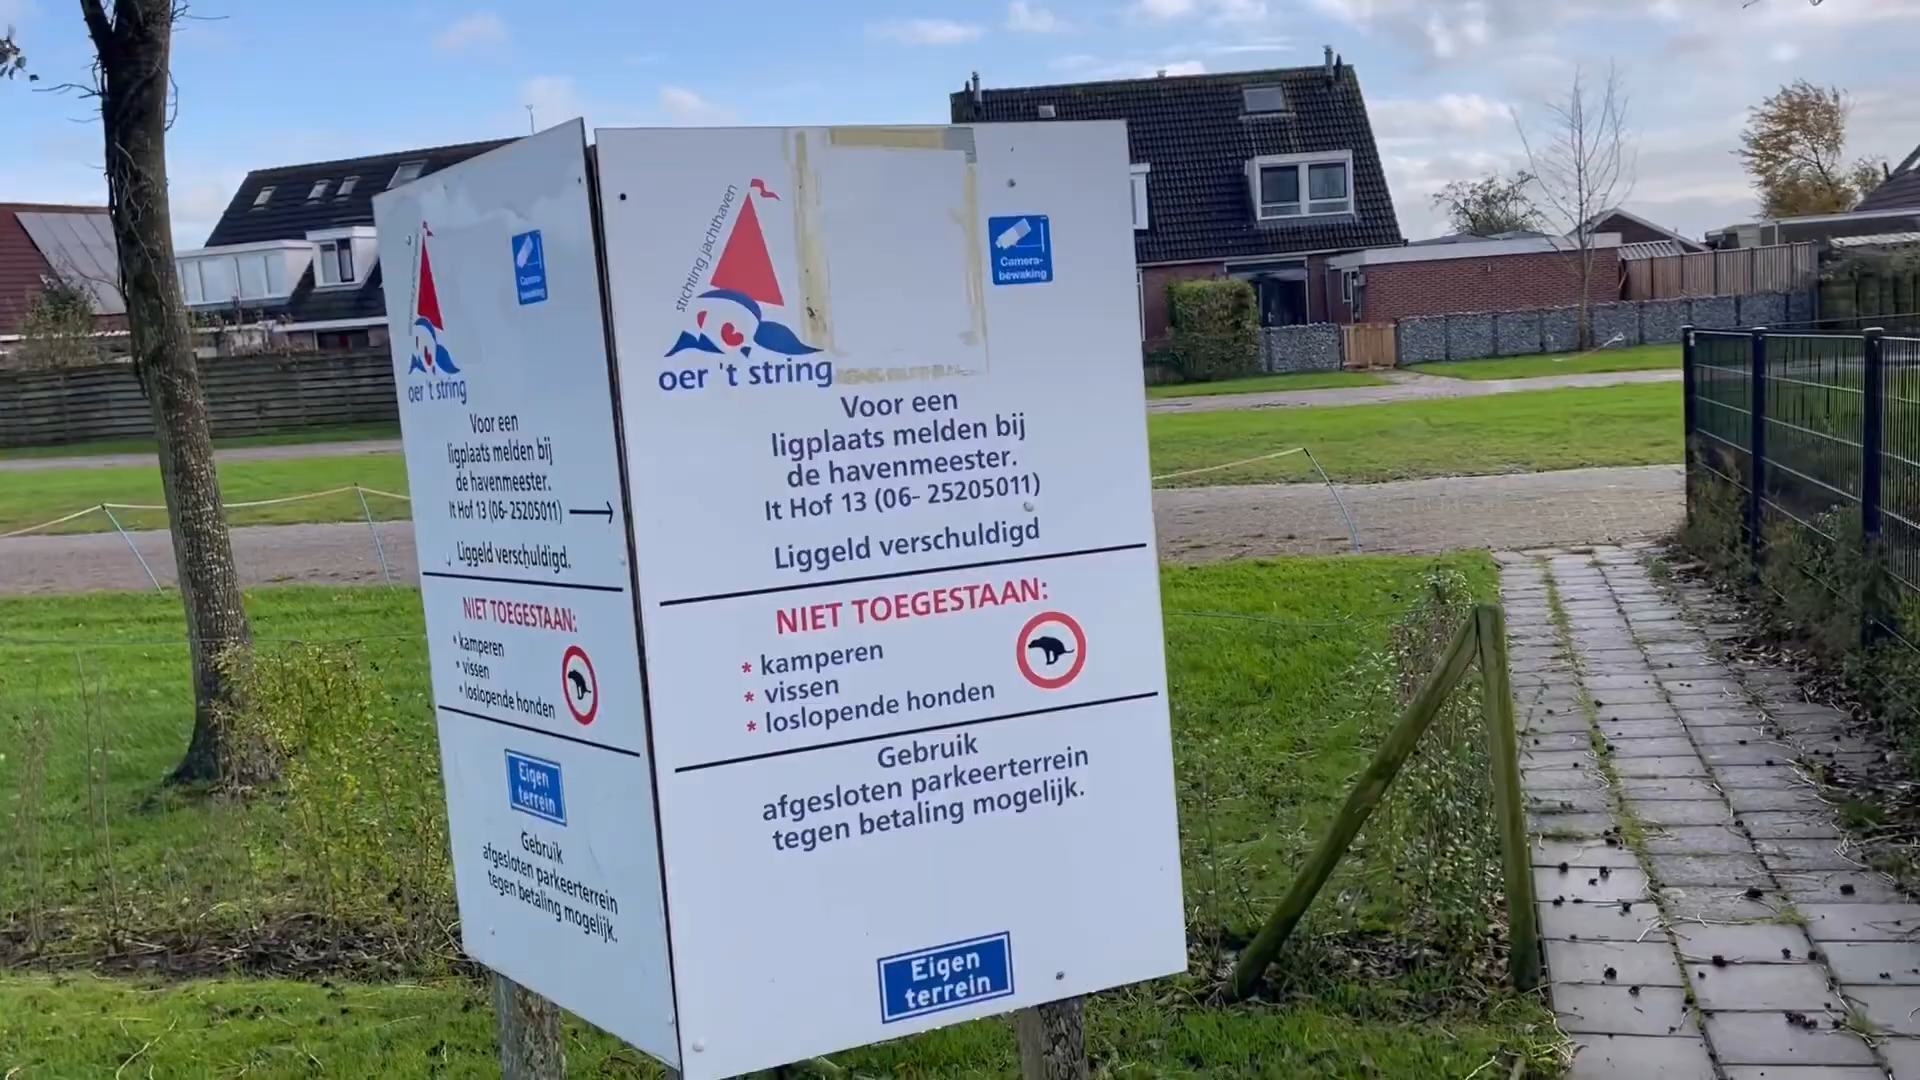 oer 't string
Voor een
ligplaats melden bij
de havenmeester.
It Hof 13 (06-25205011)
Liggeld verschuldigd.
NIET TOEGESTAAN:
* kamperen
* vissen
* loslopende honden
Eigen
terrein
Gebruik
afgesloten parkeerterrein
tegen betaling mogelijk.
Camera-
bewaking
stichting jachthaven
oer 't string
Camera-
bewaking
Voor een
ligplaats melden bij
de havenmeester.
It Hof 13 (06- 25205011)
Liggeld verschuldigd
NIET TOEGESTAAN:
* kamperen
* vissen
* loslopende honden
Gebruik
afgesloten parkeerterrein
tegen betaling mogelijk.
Eigen
terrein